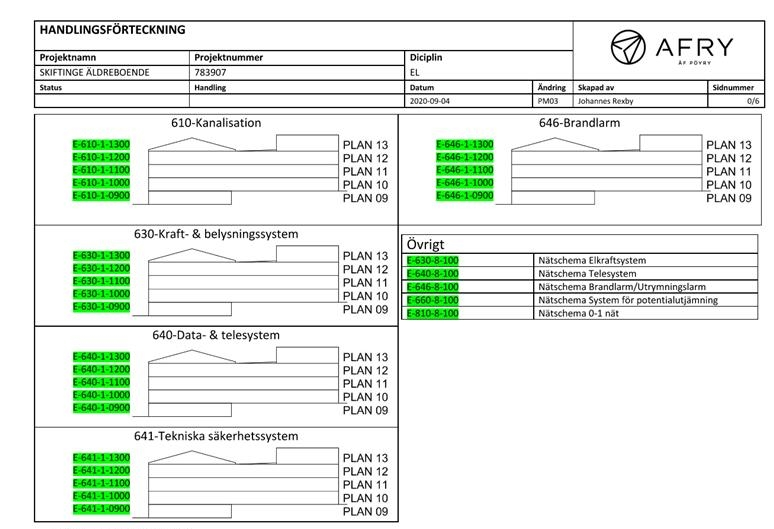 HANDLINGSFÖRTECKNING
AFRY
ÅF PÖYRY
Projektnamn Projektnummer Diciplin
SKIFTINGE ÄLDREBOENDE 783907 EL
Status Handling Datum Ändring Skapad av Sidnummer
2020-09-04 PM03 Johannes Rexby 0/6
610-Kanalisation
E-610-1-1300 PLAN 13
E-610-1-1200 PLAN 12
E-610-1-1100 PLAN 11
E-610-1-1000 PLAN 10
E-610-1-0900 PLAN 09
646-Brandlarm
E-646-1-1300 PLAN 13
E-646-1-1200 PLAN 12
E-646-1-1100 PLAN 11
E-646-1-1000 PLAN 10
E-646-1-0900 PLAN 09
630-Kraft- & belysningssystem
E-630-1-1300 PLAN 13
E-630-1-1200 PLAN 12
E-630-1-1100 PLAN 11
E-630-1-1000 PLAN 10
E-630-1-0900 PLAN 09
Övrigt
E-630-8-100 Nätschema Elkraftsystem
E-640-8-100 Nätschema Telesystem
E-646-8-100 Nätschema Brandlarm/Utrymningslarm
E-660-8-100 Nätschema System för potentialutjämning
E-810-8-100 Nätschema 0-1 nät
640-Data- & telesystem
E-640-1-1300 PLAN 13
E-640-1-1200 PLAN 12
E-640-1-1100 PLAN 11
E-640-1-1000 PLAN 10
E-640-1-0900 PLAN 09
641-Tekniska säkerhetssystem
E-641-1-1300 PLAN 13
E-641-1-1200 PLAN 12
E-641-1-1100 PLAN 11
E-641-1-1000 PLAN 10
E-641-1-0900 PLAN 09